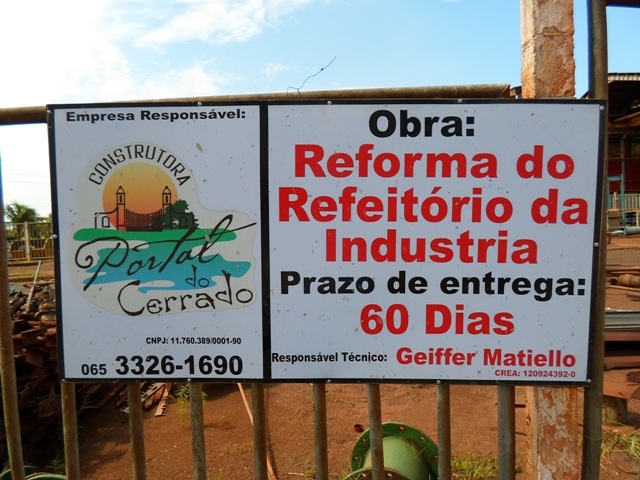 Empresa Responsável:
CONSTRUTORA
Portal
do
Cerrado
CNPJ: 11.760.389/0001-90
065 3326-1690
Obra:
Reforma do
Refeitório da
Industria
Prazo de entrega:
60 Dias
Responsável Técnico: Geiffer Matiello
CREA: 120924392-0